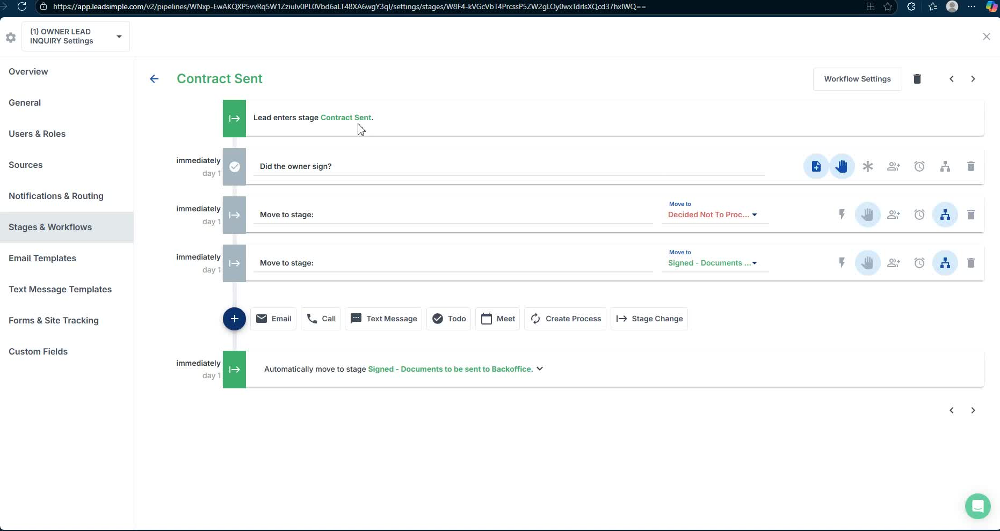 https://app.leadsimple.com/v2/pipelines/WNxp-EwAKQXP5vvRq5W1Zziulv0PL0Vbd6aLT48XA6wgY3ql/settings/stages/W8F4-kVGcVbT4PrcssP5ZW2gLOy0wxTdrlsXQcd37hxlWQ==
(1) OWNER LEAD
INQUIRY Settings
Overview
General
Users & Roles
Sources
Notifications & Routing
Stages & Workflows
Email Templates
Text Message Templates
Forms & Site Tracking
Custom Fields
Contract Sent
Workflow Settings
Lead enters stage Contract Sent.
immediately
day 1
Did the owner sign?
immediately
day 1
Move to stage:
Move to
Decided Not To Proc...
immediately
day 1
Move to stage:
Move to
Signed - Documents ...
Email
Call
Text Message
Todo
Meet
Create Process
Stage Change
immediately
day 1
Automatically move to stage Signed - Documents to be sent to Backoffice.